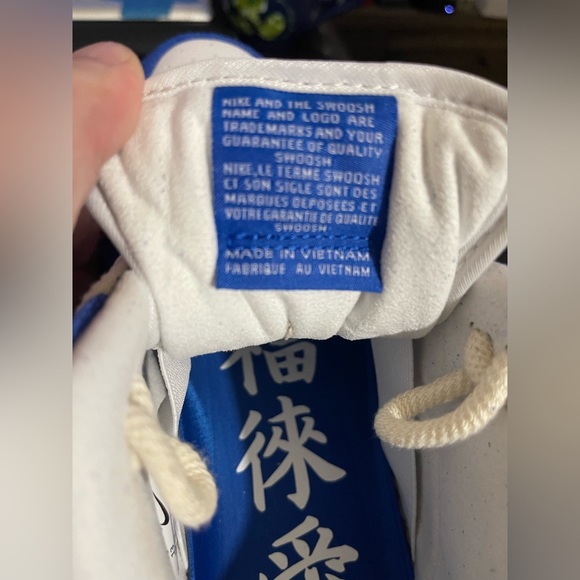 NIKE AND THE SWOOSH
NAME AND LOGO ARE
TRADEMARKS AND YOUR
GUARANTEE OF QUALITY
SWOOSH
NIKE,LE TERME SWOOSH
ET SON SIGLE SONT DES
MARQUES DEPOSEES ET
VOTRE GARANTIE DE QUALITE
SWOOSH
MADE IN VIETNAM
FABRIQUE AU VIETNAM
福
徠
愛